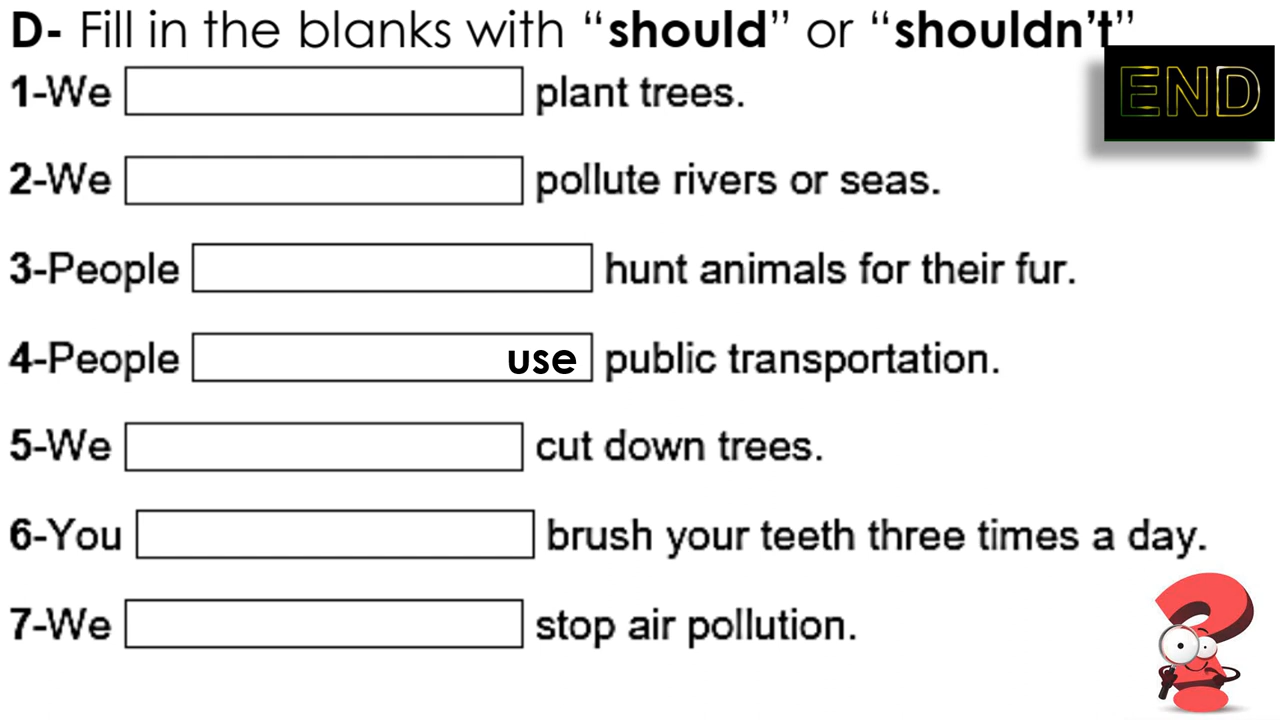 D- Fill in the blanks with “should” or “shouldn’t”
END
1-We plant trees.
2-We pollute rivers or seas.
3-People hunt animals for their fur.
4-People use public transportation.
5-We cut down trees.
6-You brush your teeth three times a day.
7-We stop air pollution.